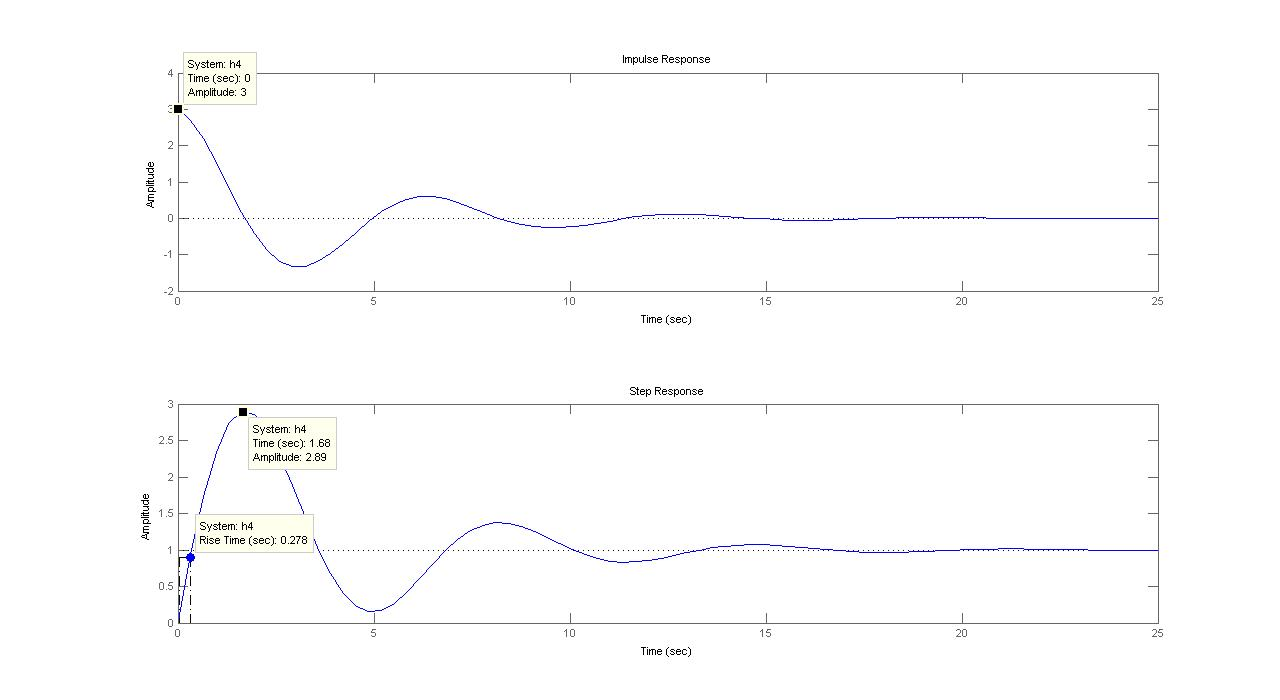 Impulse Response
System: h4
Time (sec): 0
Amplitude: 3
4
3
2
1
0
-1
-2
Amplitude
0 5 10 15 20 25
Time (sec)
Step Response
3
2.5
2
1.5
1
0.5
0
Amplitude
System: h4
Time (sec): 1.68
Amplitude: 2.89
System: h4
Rise Time (sec): 0.278
0 5 10 15 20 25
Time (sec)